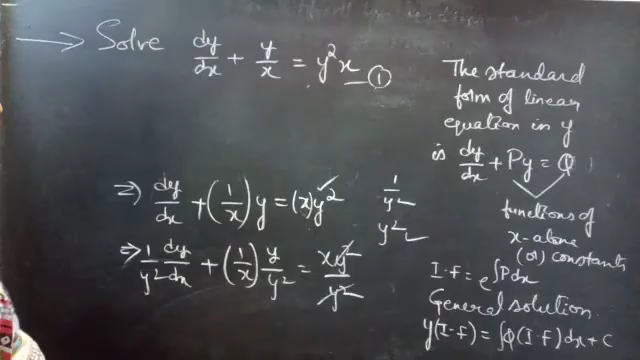 → Solve dy/dx + y/x = y²x —①
⇒ dy/dx + (1/x) y = (x) y²
⇒ 1/y² dy/dx + (1/x) y/y² = xy²/y²
1/y²
y²
The standard
form of linear
equation in y
is dy/dx + Py = Q
functions of
x-alone
(or) constants
I.f = e^∫Pdx
General solution.
y(I.f) = ∫Q(I.f)dx + c